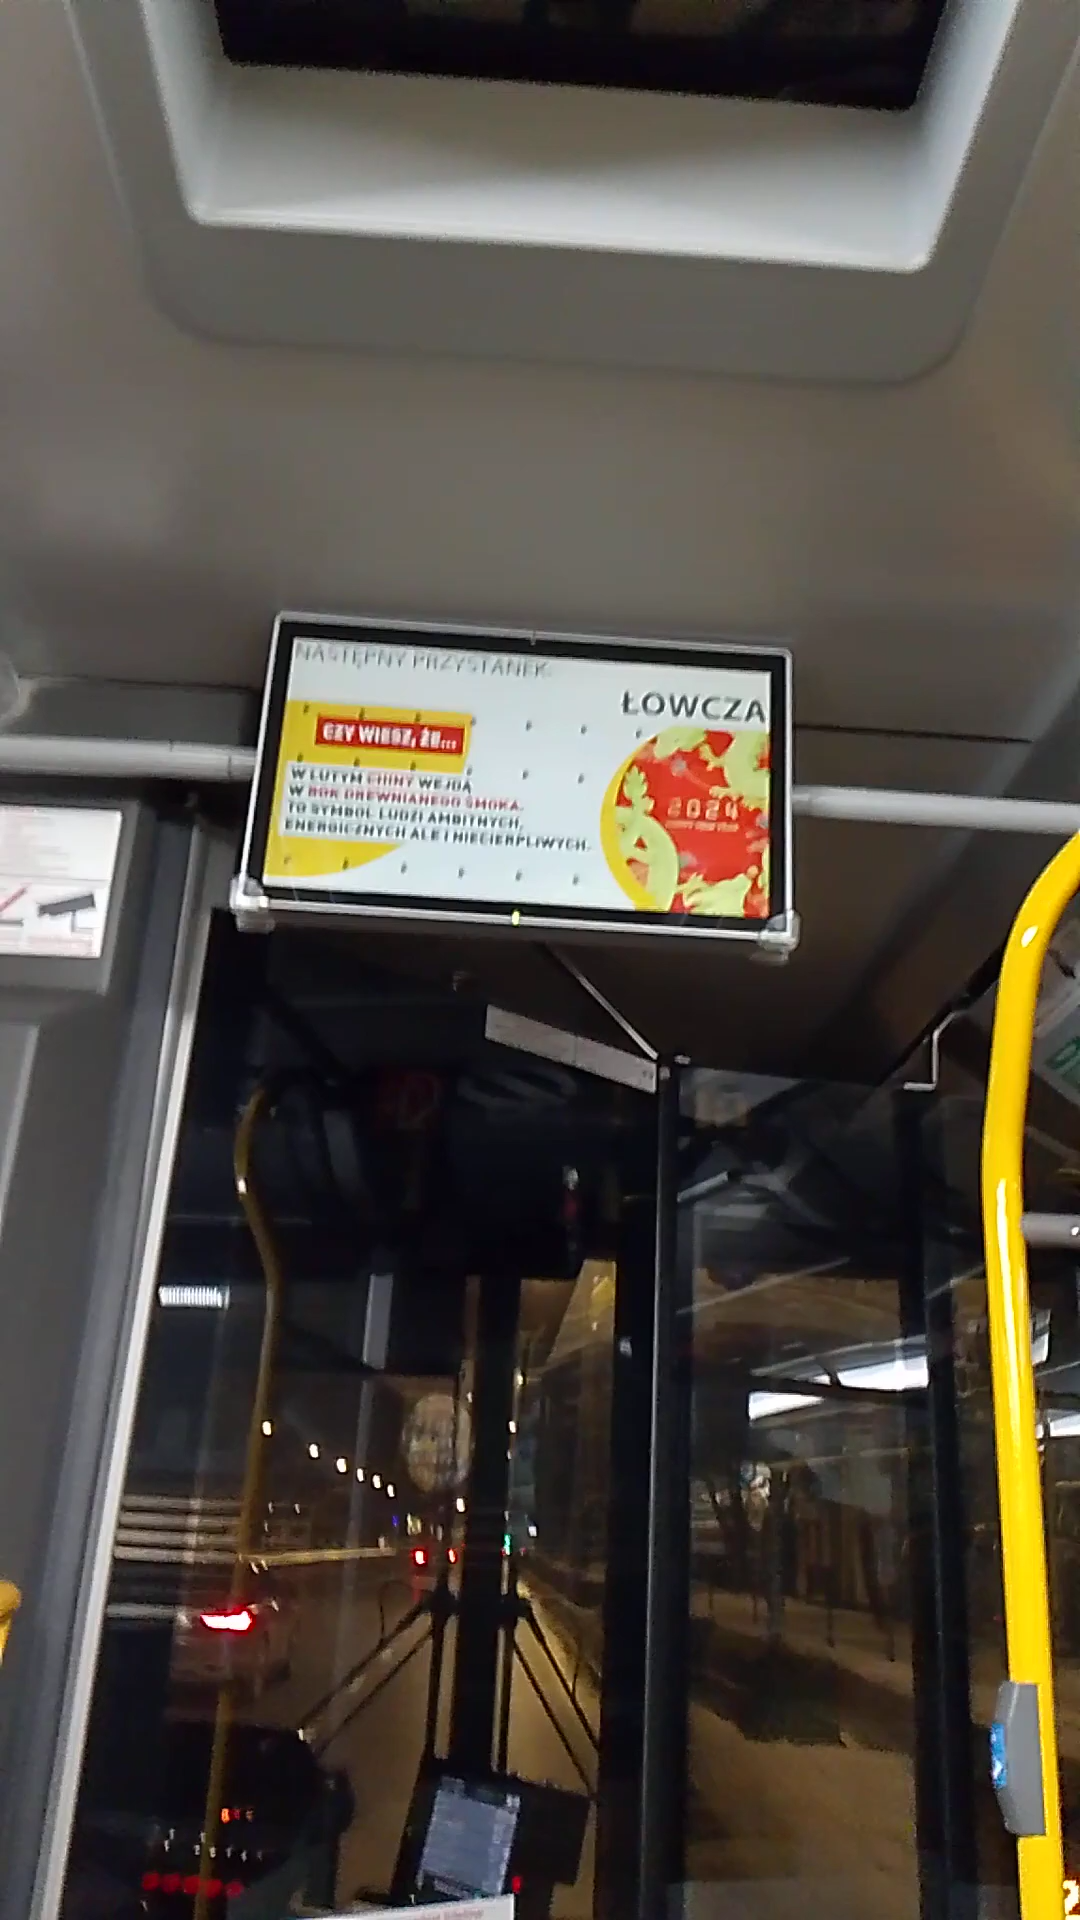 NASTĘPNY PRZYSTANEK:
ŁOWCZA
CZY WIESZ, ŻE...
W LUTYM CHINY WEJDĄ
W ROK DREWNIANEGO SMOKA.
TO SYMBOL LUDZI AMBITNYCH,
ENERGICZNYCH ALE I NIECIERPLIWYCH.
2024